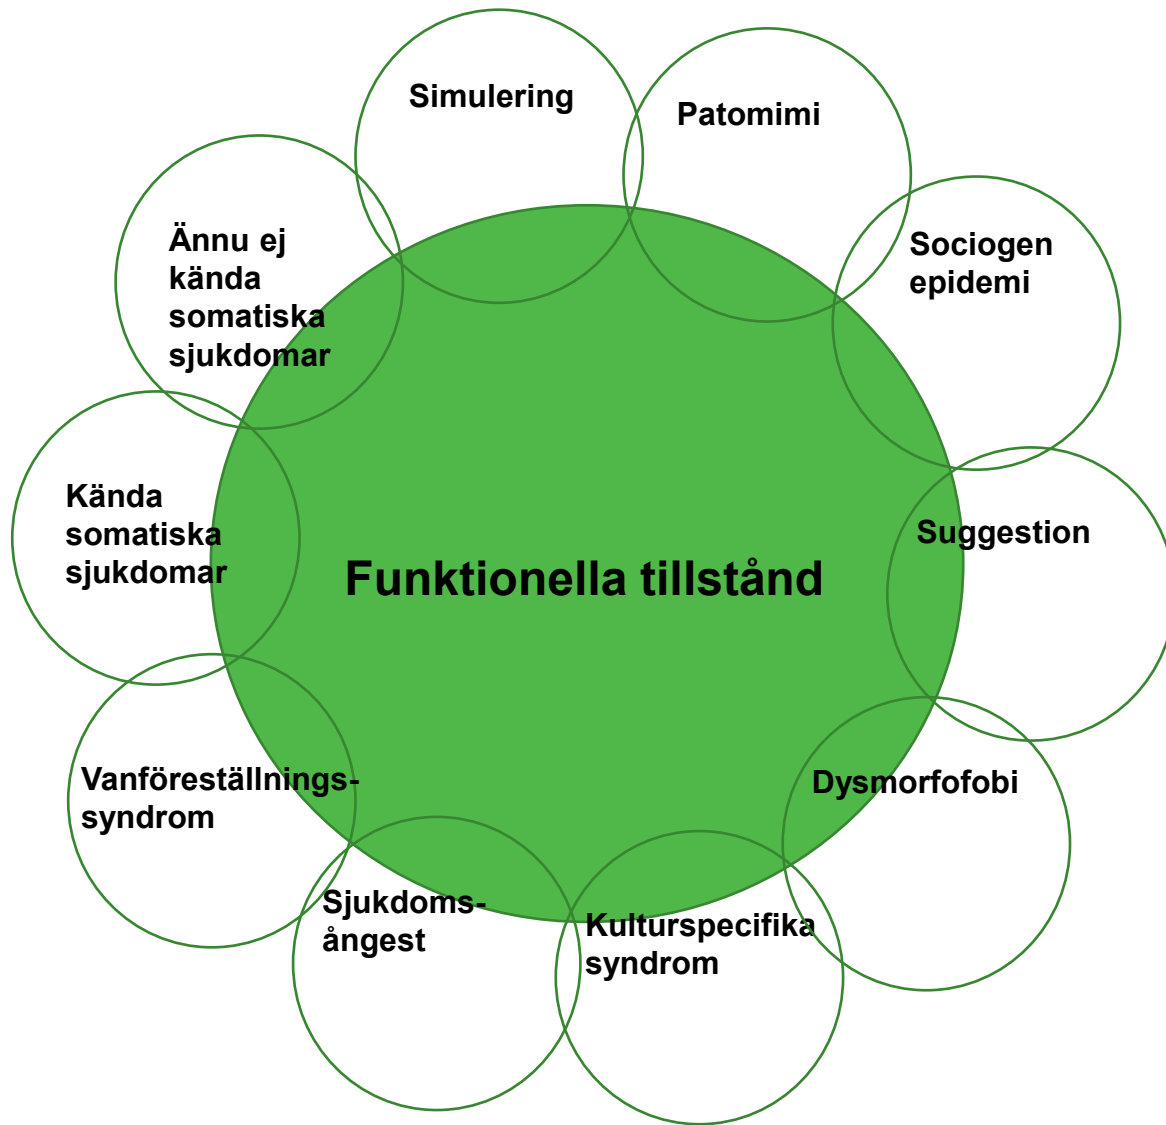 Simulering
Patomimi
Ännu ej
kända
somatiska
sjukdomar
Sociogen
epidemi
Kända
somatiska
sjukdomar
Suggestion
Funktionella tillstånd
Vanföreställnings-
syndrom
Dysmorfofobi
Sjukdoms-
ångest
Kulturspecifika
syndrom